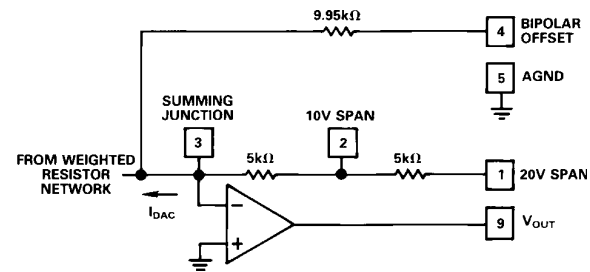 9.95kΩ
4
BIPOLAR
OFFSET
5
AGND
SUMMING
JUNCTION
10V SPAN
3
2
FROM WEIGHTED
RESISTOR
NETWORK
5kΩ
5kΩ
1
20V SPAN
IDAC
−
+
9
VOUT